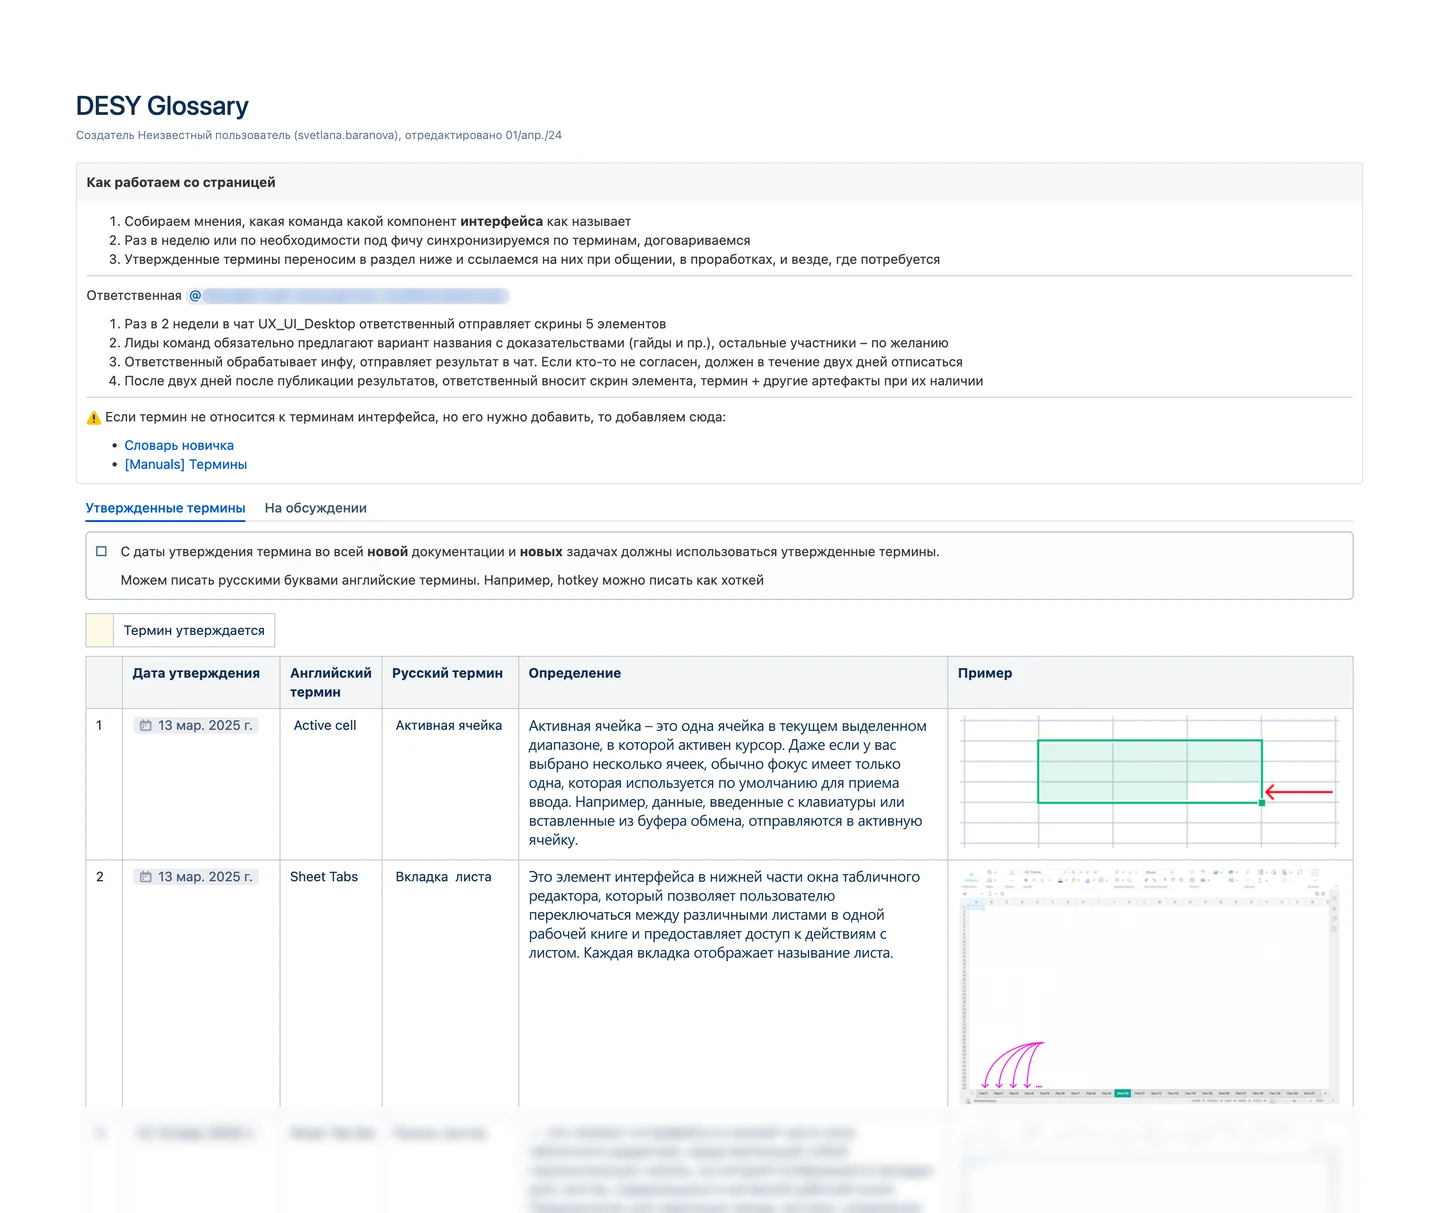 DESY Glossary
Создатель Неизвестный пользователь (svetlana.baranova), отредактировано 01/апр./24
Как работаем со страницей
1. Собираем мнения, какая команда какой компонент интерфейса как называет
2. Раз в неделю или по необходимости под фичу синхронизируемся по терминам, договариваемся
3. Утвержденные термины переносим в раздел ниже и ссылаемся на них при общении, в проработках, и везде, где потребуется
Ответственная @
1. Раз в 2 недели в чат UX_UI_Desktop ответственный отправляет скрины 5 элементов
2. Лиды команд обязательно предлагают вариант названия с доказательствами (гайды и пр.), остальные участники – по желанию
3. Ответственный обрабатывает инфу, отправляет результат в чат. Если кто-то не согласен, должен в течение двух дней отписаться
4. После двух дней после публикации результатов, ответственный вносит скрин элемента, термин + другие артефакты при их наличии
Если термин не относится к терминам интерфейса, но его нужно добавить, то добавляем сюда:
• Словарь новичка
• [Manuals] Термины
Утвержденные термины На обсуждении
С даты утверждения термина во всей новой документации и новых задачах должны использоваться утвержденные термины.
Можем писать русскими буквами английские термины. Например, hotkey можно писать как хоткей
Термин утверждается
Дата утверждения
Английский
термин
Русский термин
Определение
Пример
1
13 мар. 2025 г.
Active cell
Активная ячейка
Активная ячейка – это одна ячейка в текущем выделенном
диапазоне, в которой активен курсор. Даже если у вас
выбрано несколько ячеек, обычно фокус имеет только
одна, которая используется по умолчанию для приема
ввода. Например, данные, введенные с клавиатуры или
вставленные из буфера обмена, отправляются в активную
ячейку.
2
13 мар. 2025 г.
Sheet Tabs
Вкладка листа
Это элемент интерфейса в нижней части окна табличного
редактора, который позволяет пользователю
переключаться между различными листами в одной
рабочей книге и предоставляет доступ к действиям с
листом. Каждая вкладка отображает называние листа.